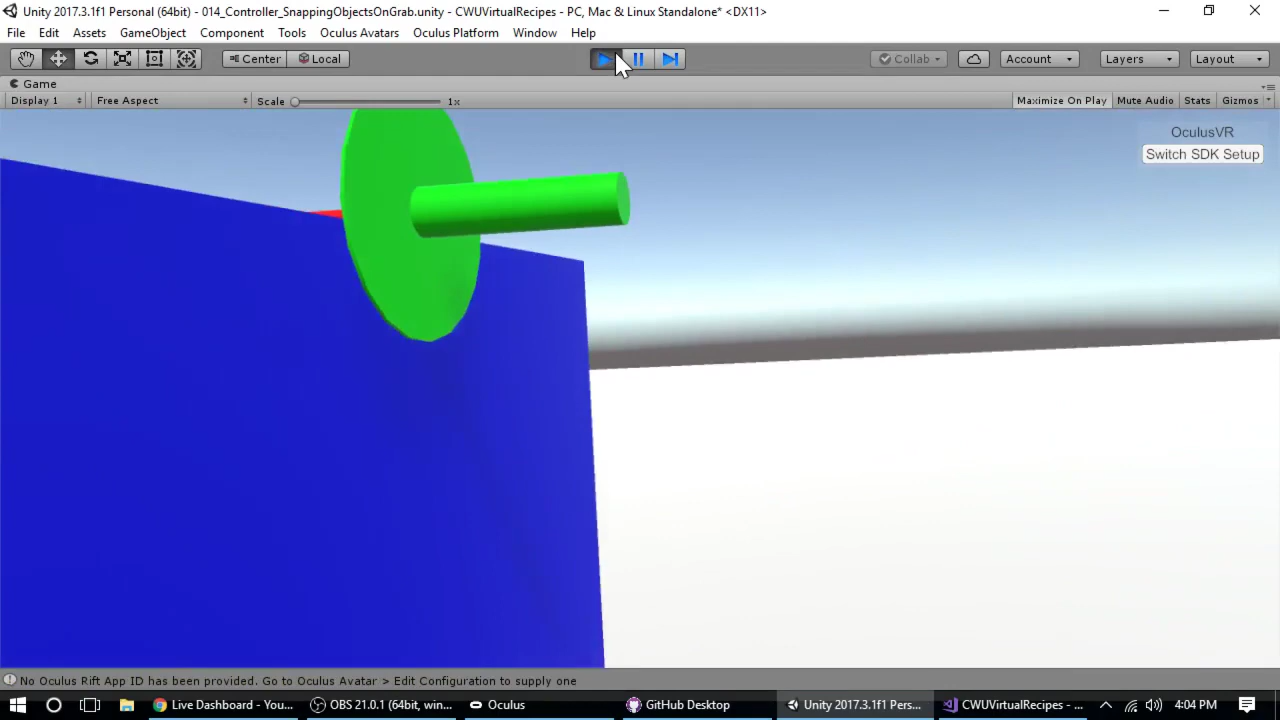 Unity 2017.3.1f1 Personal (64bit) - 014_Controller_SnappingObjectsOnGrab.unity - CWUVirtualRecipes - PC, Mac & Linux Standalone* <DX11>
File Edit Assets GameObject Component Tools Oculus Avatars Oculus Platform Window Help
Center Local Collab Account Layers Layout
Game
Display 1 Free Aspect Scale 1x Maximize On Play Mute Audio Stats Gizmos
OculusVR
Switch SDK Setup
No Oculus Rift App ID has been provided. Go to Oculus Avatar > Edit Configuration to supply one
Live Dashboard - You... OBS 21.0.1 (64bit, win... Oculus GitHub Desktop Unity 2017.3.1f1 Pers... CWUVirtualRecipes - ... 4:04 PM